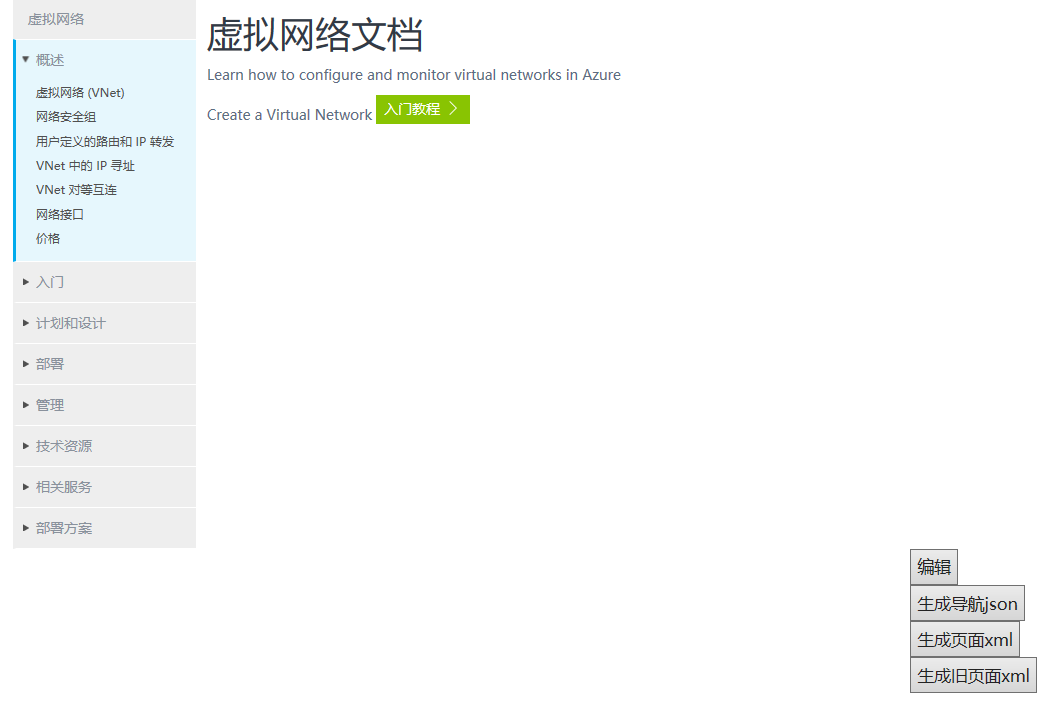 虚拟网络
概述
虚拟网络 (VNet)
网络安全组
用户定义的路由和 IP 转发
VNet 中的 IP 寻址
VNet 对等互连
网络接口
价格
入门
计划和设计
部署
管理
技术资源
相关服务
部署方案
虚拟网络文档
Learn how to configure and monitor virtual networks in Azure
Create a Virtual Network 入门教程
编辑
生成导航json
生成页面xml
生成旧页面xml